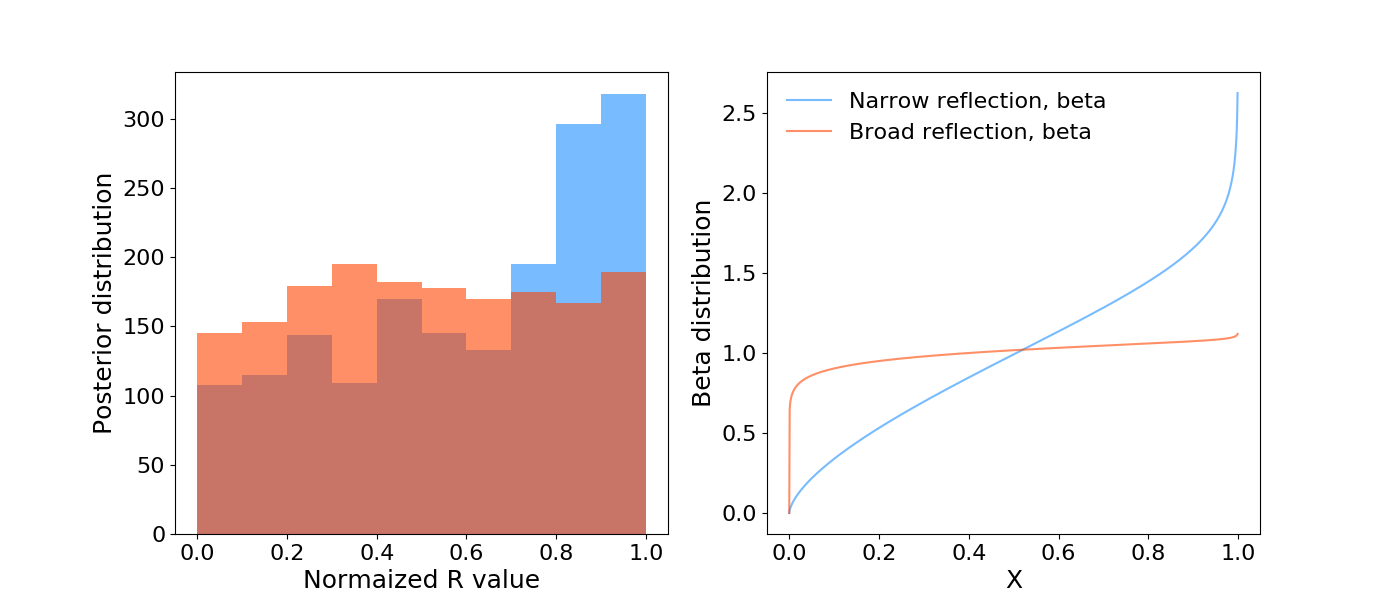 Posterior distribution
300
250
200
150
100
50
0
0.0 0.2 0.4 0.6 0.8 1.0
Normaized R value
Beta distribution
2.5
2.0
1.5
1.0
0.5
0.0
Narrow reflection, beta
Broad reflection, beta
0.0 0.2 0.4 0.6 0.8 1.0
X